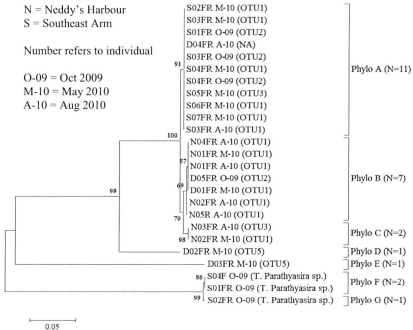 N = Neddy's Harbour
S = Southeast Arm
Number refers to individual
O-09 = Oct 2009
M-10 = May 2010
A-10 = Aug 2010
S02FR M-10 (OTU1)
S03FR M-10 (OTU1)
S01FR O-09 (OTU2)
D04FR A-10 (NA)
S03FR O-09 (OTU2)
S04FR M-10 (OTU1)
S04FR O-09 (OTU2)
S05FR M-10 (OTU3)
S06FR M-10 (OTU1)
S07FR M-10 (OTU1)
S03FR A-10 (OTU1)
91
Phylo A (N=11)
100
N04FR A-10 (OTU1)
N01FR M-10 (OTU1)
N01FR A-10 (OTU1)
D05FR O-09 (OTU2)
D01FR M-10 (OTU1)
N02FR A-10 (OTU1)
N05R A-10 (OTU1)
57
69
70
Phylo B (N=7)
N03FR A-10 (OTU3)
N02FR M-10 (OTU1)
98
Phylo C (N=2)
99
D02FR M-10 (OTU5)
Phylo D (N=1)
D03FR M-10 (OTU5)
Phylo E (N=1)
86
S04F O-09 (T. Parathyasira sp.)
S01FR O-09 (T. Parathyasira sp.)
Phylo F (N=2)
99
S02FR O-09 (T. Parathyasira sp.)
Phylo G (N=1)
0.05